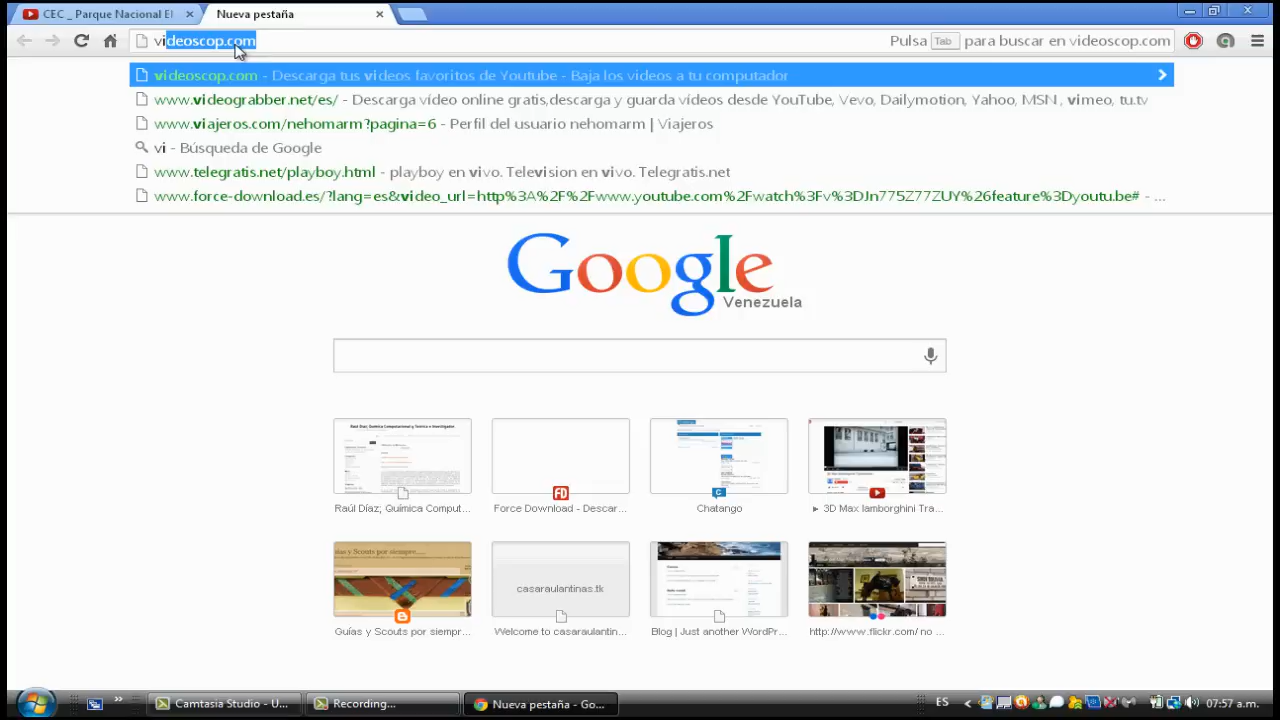 CEC _ Parque Nacional El
Nueva pestaña
videoscop.com
Pulsa Tab para buscar en videoscop.com
videoscop.com - Descarga tus videos favoritos de Youtube - Baja los videos a tu computador
www.videograbber.net/es/ - Descarga vídeo online gratis,descarga y guarda vídeos desde YouTube, Vevo, Dailymotion, Yahoo, MSN , vimeo, tu.tv
www.viajeros.com/nehomarm?pagina=6 - Perfil del usuario nehomarm | Viajeros
vi - Búsqueda de Google
www.telegratis.net/playboy.html - playboy en vivo. Television en vivo. Telegratis.net
www.force-download.es/?lang=es&video_url=http%3A%2F%2Fwww.youtube.com%2Fwatch%3Fv%3DJn775Z77ZUY%26feature%3Dyoutu.be# - ...
Google
Venezuela
Raúl Díaz; Química Comput...
Force Download - Descar...
Chatango
► 3D Max lamborghini Tra...
casaraulantinas.tk
Guías y Scouts por siempr...
Welcome to casaraulantin...
Blog | Just another WordPr...
http://www.flickr.com/ no ...
Camtasia Studio - U...
Recording...
Nueva pestaña - Go...
ES
07:57 a.m.